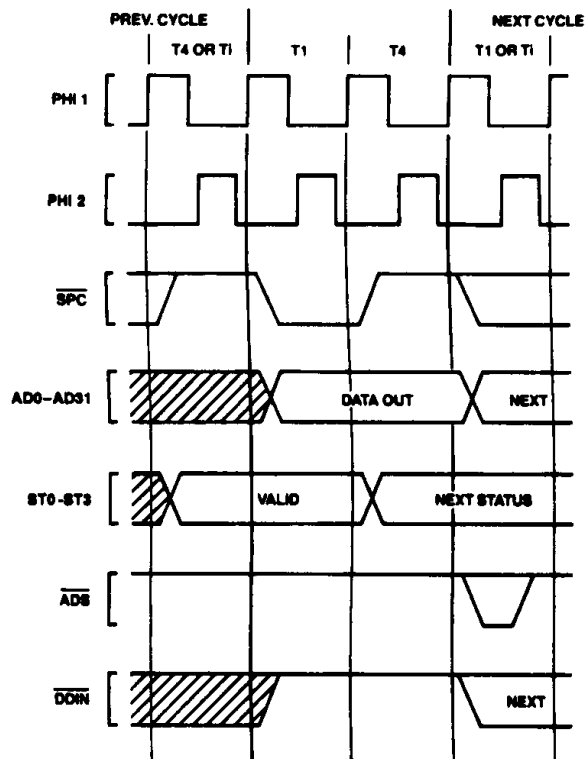 PREV. CYCLE NEXT CYCLE
T4 OR Ti T1 T4 T1 OR Ti
PHI 1
PHI 2
SPC
AD0-AD31 DATA OUT NEXT
ST0-ST3 VALID NEXT STATUS
ADS
DDIN NEXT